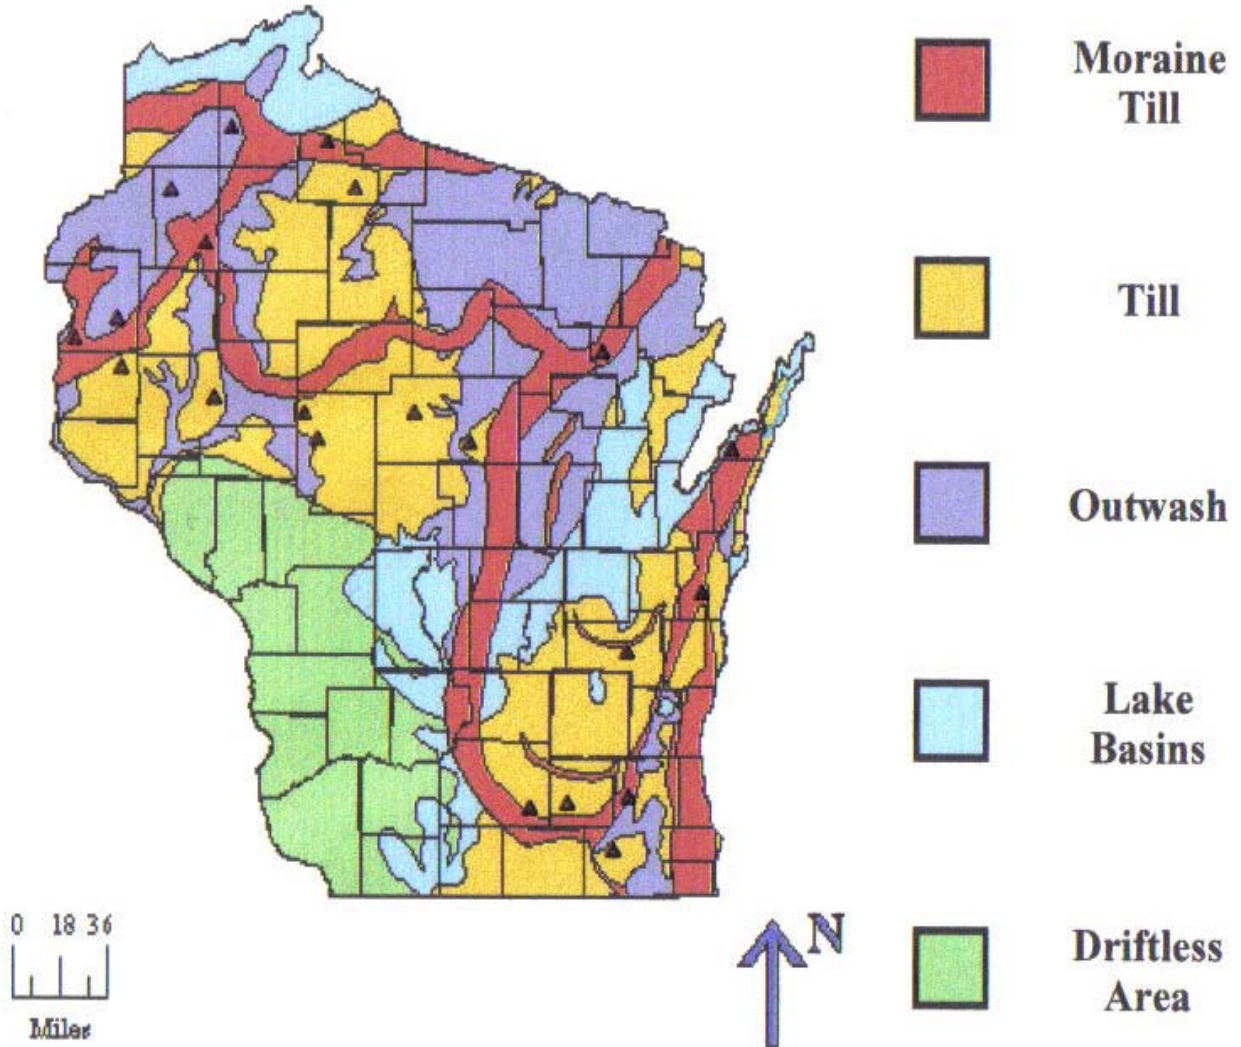 Moraine
Till
Till
Outwash
Lake
Basins
Driftless
Area
0 18 36
Miles
N